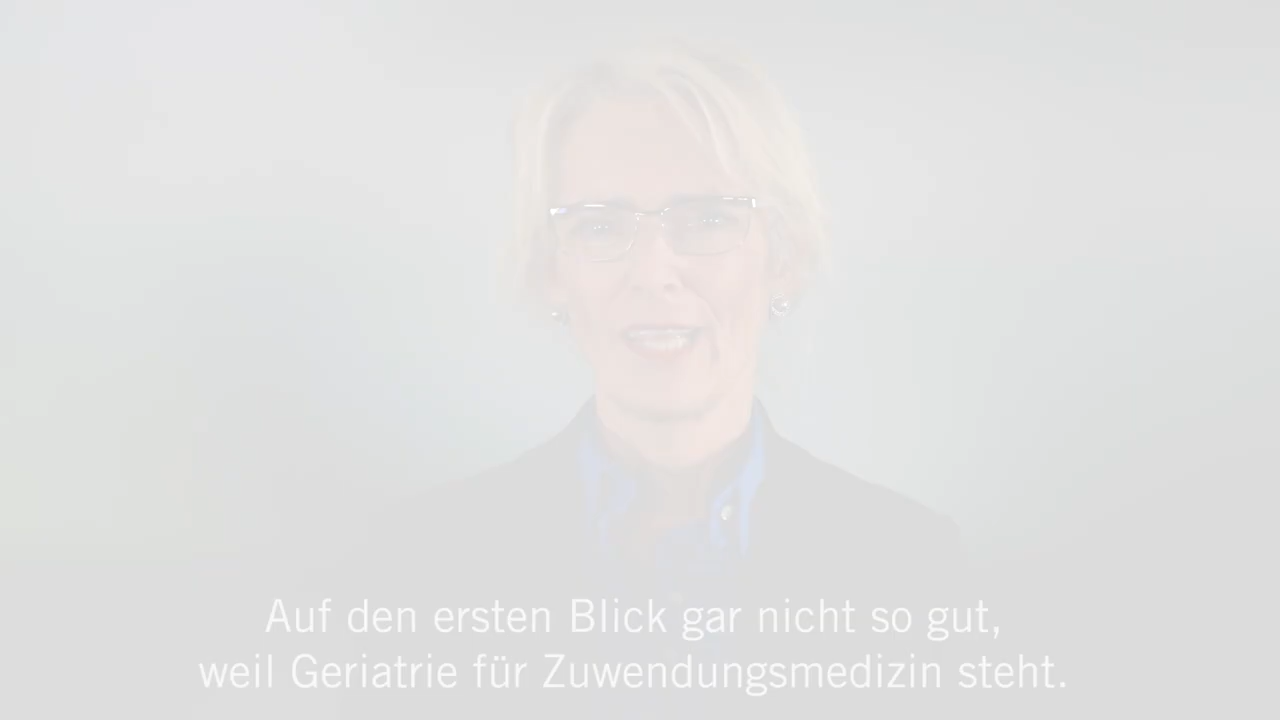 Auf den ersten Blick gar nicht so gut,
weil Geriatrie für Zuwendungsmedizin steht.